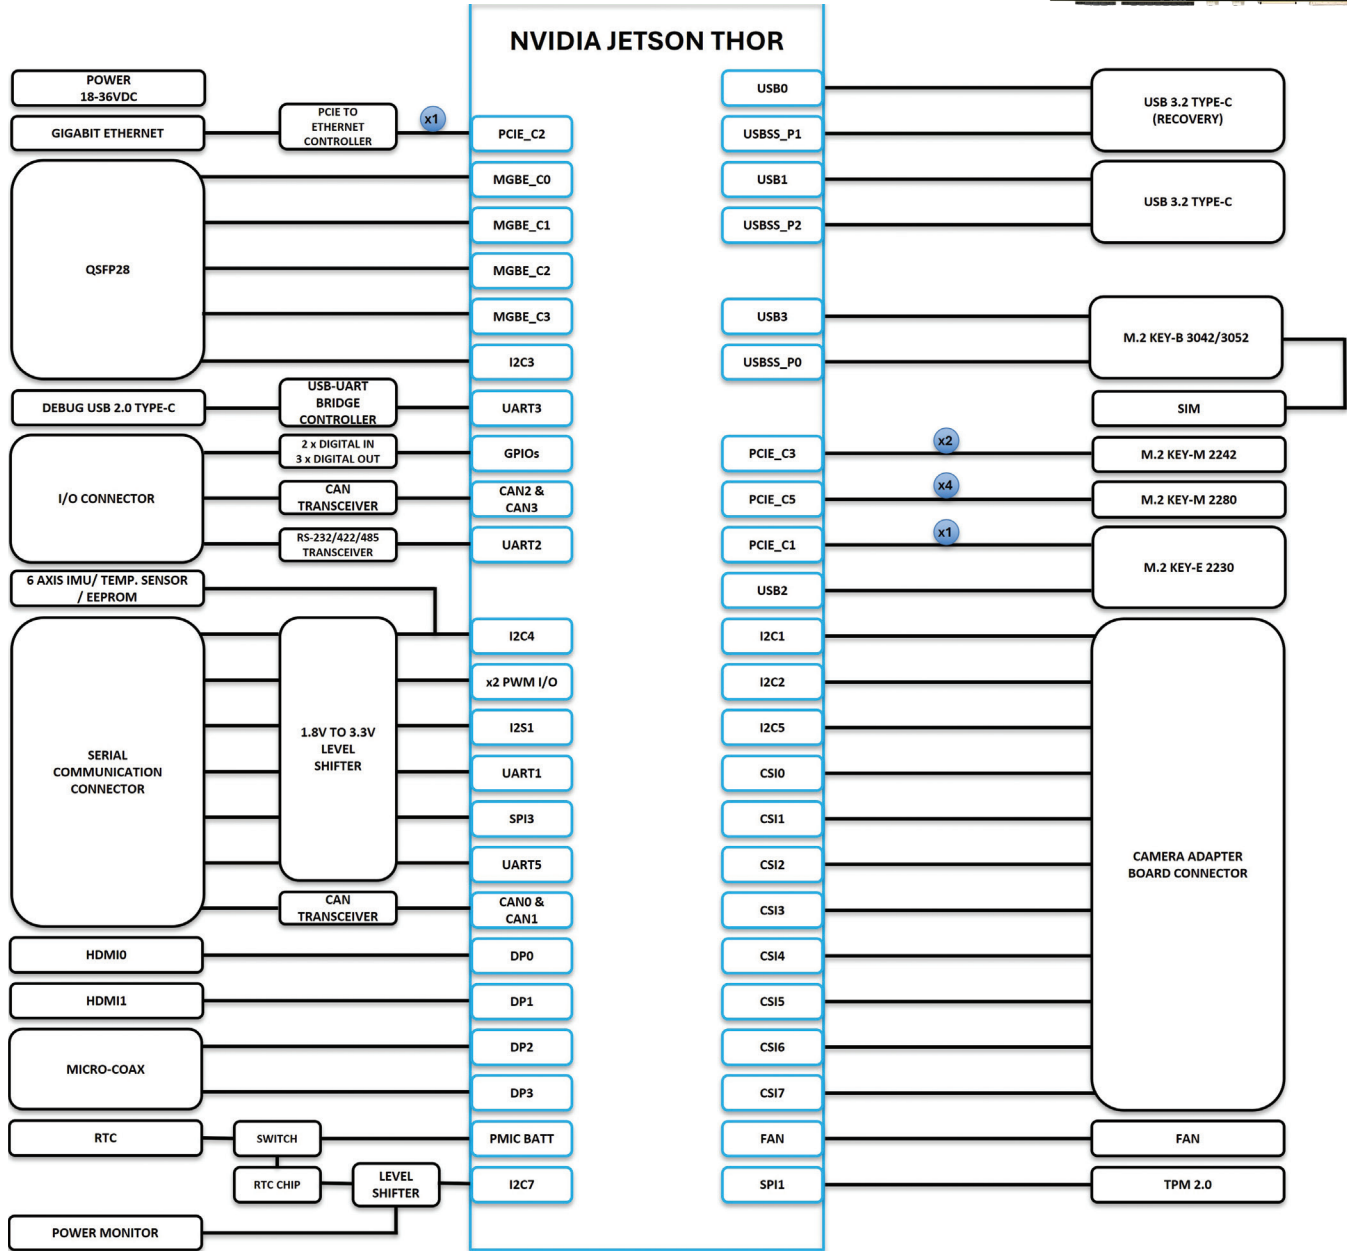 NVIDIA JETSON THOR
POWER
18-36VDC
GIGABIT ETHERNET
PCIE TO
ETHERNET
CONTROLLER
x1
PCIE_C2
QSFP28
MGBE_C0
MGBE_C1
MGBE_C2
MGBE_C3
I2C3
DEBUG USB 2.0 TYPE-C
USB-UART
BRIDGE
CONTROLLER
UART3
I/O CONNECTOR
2 x DIGITAL IN
3 x DIGITAL OUT
GPIOs
CAN
TRANSCEIVER
CAN2 &
CAN3
RS-232/422/485
TRANSCEIVER
UART2
6 AXIS IMU/ TEMP. SENSOR
/ EEPROM
SERIAL
COMMUNICATION
CONNECTOR
1.8V TO 3.3V
LEVEL
SHIFTER
I2C4
x2 PWM I/O
I2S1
UART1
SPI3
UART5
CAN
TRANSCEIVER
CAN0 &
CAN1
HDMI0
DP0
HDMI1
DP1
MICRO-COAX
DP2
DP3
RTC
SWITCH
PMIC BATT
RTC CHIP
LEVEL
SHIFTER
I2C7
POWER MONITOR
USB0
USBSS_P1
USB 3.2 TYPE-C
(RECOVERY)
USB1
USBSS_P2
USB 3.2 TYPE-C
USB3
USBSS_P0
M.2 KEY-B 3042/3052
SIM
PCIE_C3
x2
M.2 KEY-M 2242
PCIE_C5
x4
M.2 KEY-M 2280
PCIE_C1
x1
USB2
M.2 KEY-E 2230
I2C1
I2C2
I2C5
CSI0
CSI1
CSI2
CSI3
CSI4
CSI5
CSI6
CSI7
CAMERA ADAPTER
BOARD CONNECTOR
FAN
FAN
SPI1
TPM 2.0